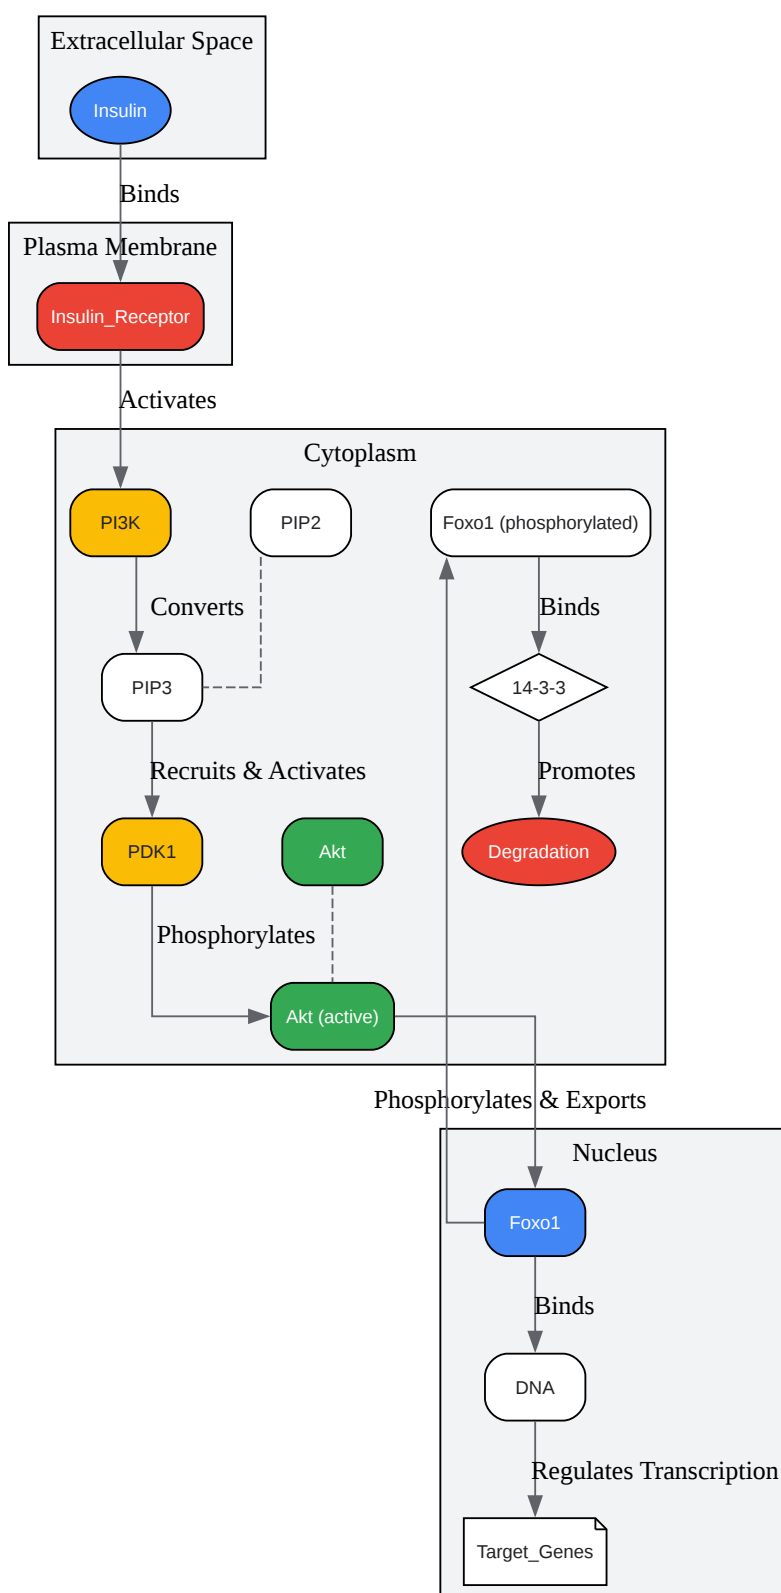 Extracellular Space
Insulin
Binds
Plasma Membrane
Insulin_Receptor
Activates
Cytoplasm
PI3K
PIP2
Foxo1 (phosphorylated)
Converts
Binds
PIP3
14-3-3
Recruits & Activates
Promotes
PDK1
Akt
Degradation
Phosphorylates
Akt (active)
Phosphorylates & Exports
Nucleus
Foxo1
Binds
DNA
Regulates Transcription
Target_Genes